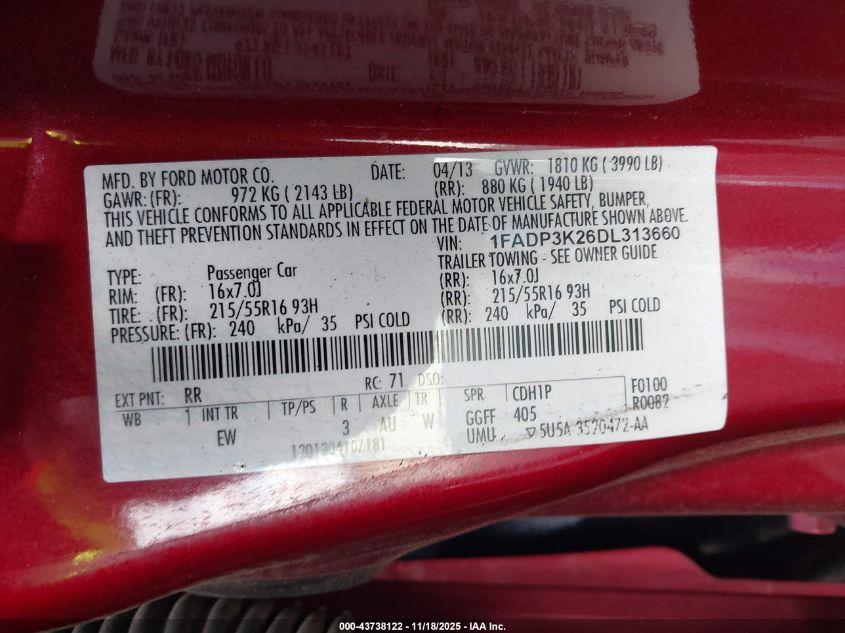 MFD. BY FORD MOTOR CO. DATE: 04/13 GVWR: 1810 KG ( 3990 LB)
GAWR: (FR): 972 KG ( 2143 LB) (RR): 880 KG ( 1940 LB)
THIS VEHICLE CONFORMS TO ALL APPLICABLE FEDERAL MOTOR VEHICLE SAFETY, BUMPER,
AND THEFT PREVENTION STANDARDS IN EFFECT ON THE DATE OF MANUFACTURE SHOWN ABOVE.
VIN: 1FADP3K26DL313660
TRAILER TOWING - SEE OWNER GUIDE
TYPE: Passenger Car
RIM: (FR): 16x7.0J (RR): 16x7.0J
TIRE: (FR): 215/55R16 93H (RR): 215/55R16 93H
PRESSURE: (FR): 240 kPa/ 35 PSI COLD (RR): 240 kPa/ 35 PSI COLD
EXT PNT: RR RC: 71 DSO:
WB INT TR TP/PS R AXLE TR SPR CDH1P F0100
1 EW 3 AU W GGFF 405 R0082
UMU ▽5U5A 3520472-AA
000-43738122 - 11/18/2025 - IAA Inc.